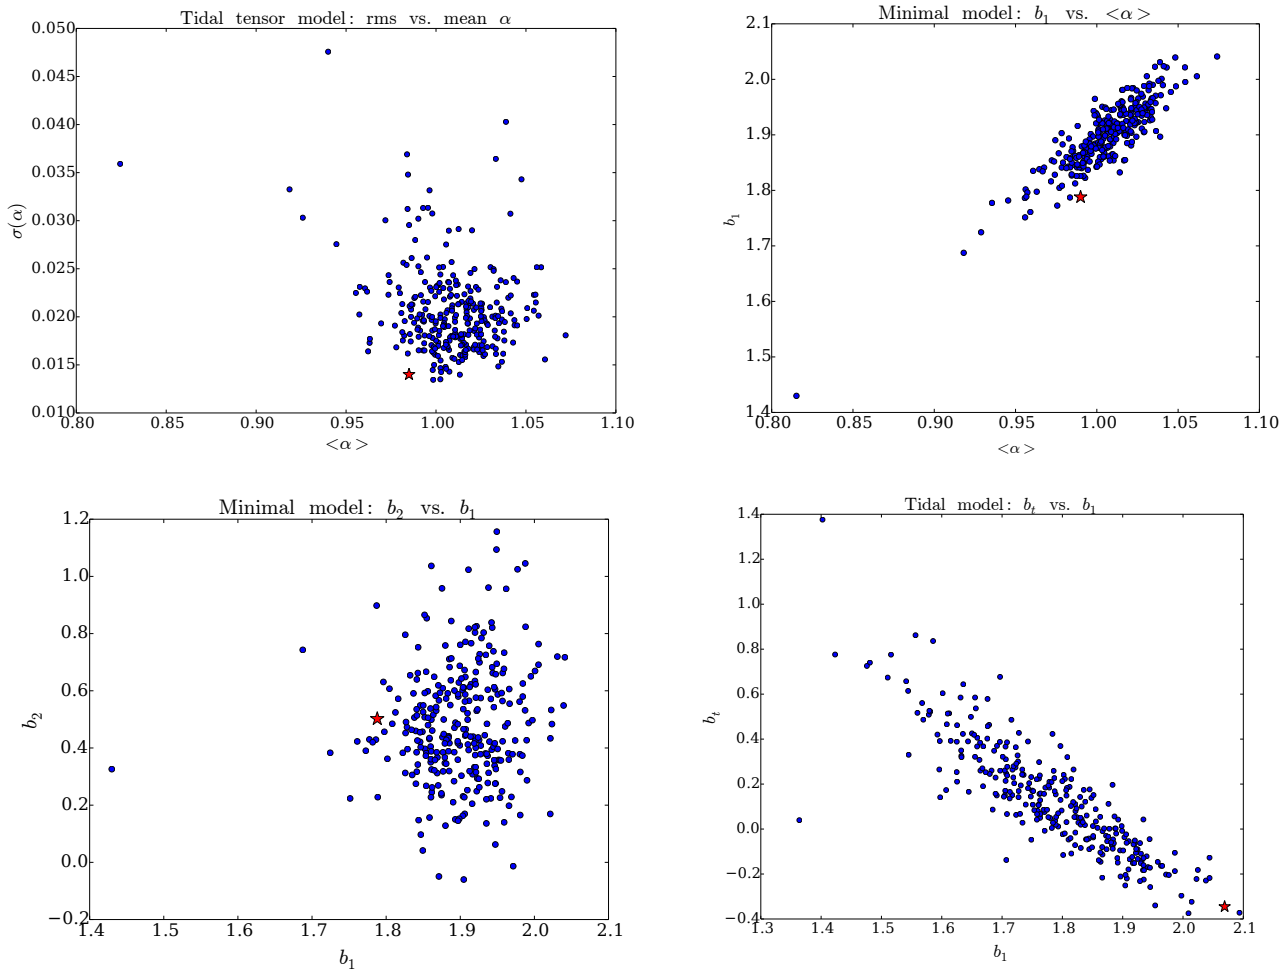 Tidal tensor model: rms vs. mean α
0.050
0.045
0.040
0.035
0.030
0.025
0.020
0.015
0.010
σ(α)
0.80 0.85 0.90 0.95 1.00 1.05 1.10
<α>
Minimal model: b₁ vs. <α>
2.1
2.0
1.9
1.8
1.7
1.6
1.5
1.4
b₁
0.80 0.85 0.90 0.95 1.00 1.05 1.10
<α>
Minimal model: b₂ vs. b₁
1.2
1.0
0.8
0.6
0.4
0.2
0.0
−0.2
b₂
1.4 1.5 1.6 1.7 1.8 1.9 2.0 2.1
b₁
Tidal model: bₜ vs. b₁
1.4
1.2
1.0
0.8
0.6
0.4
0.2
0.0
−0.2
−0.4
bₜ
1.3 1.4 1.5 1.6 1.7 1.8 1.9 2.0 2.1
b₁